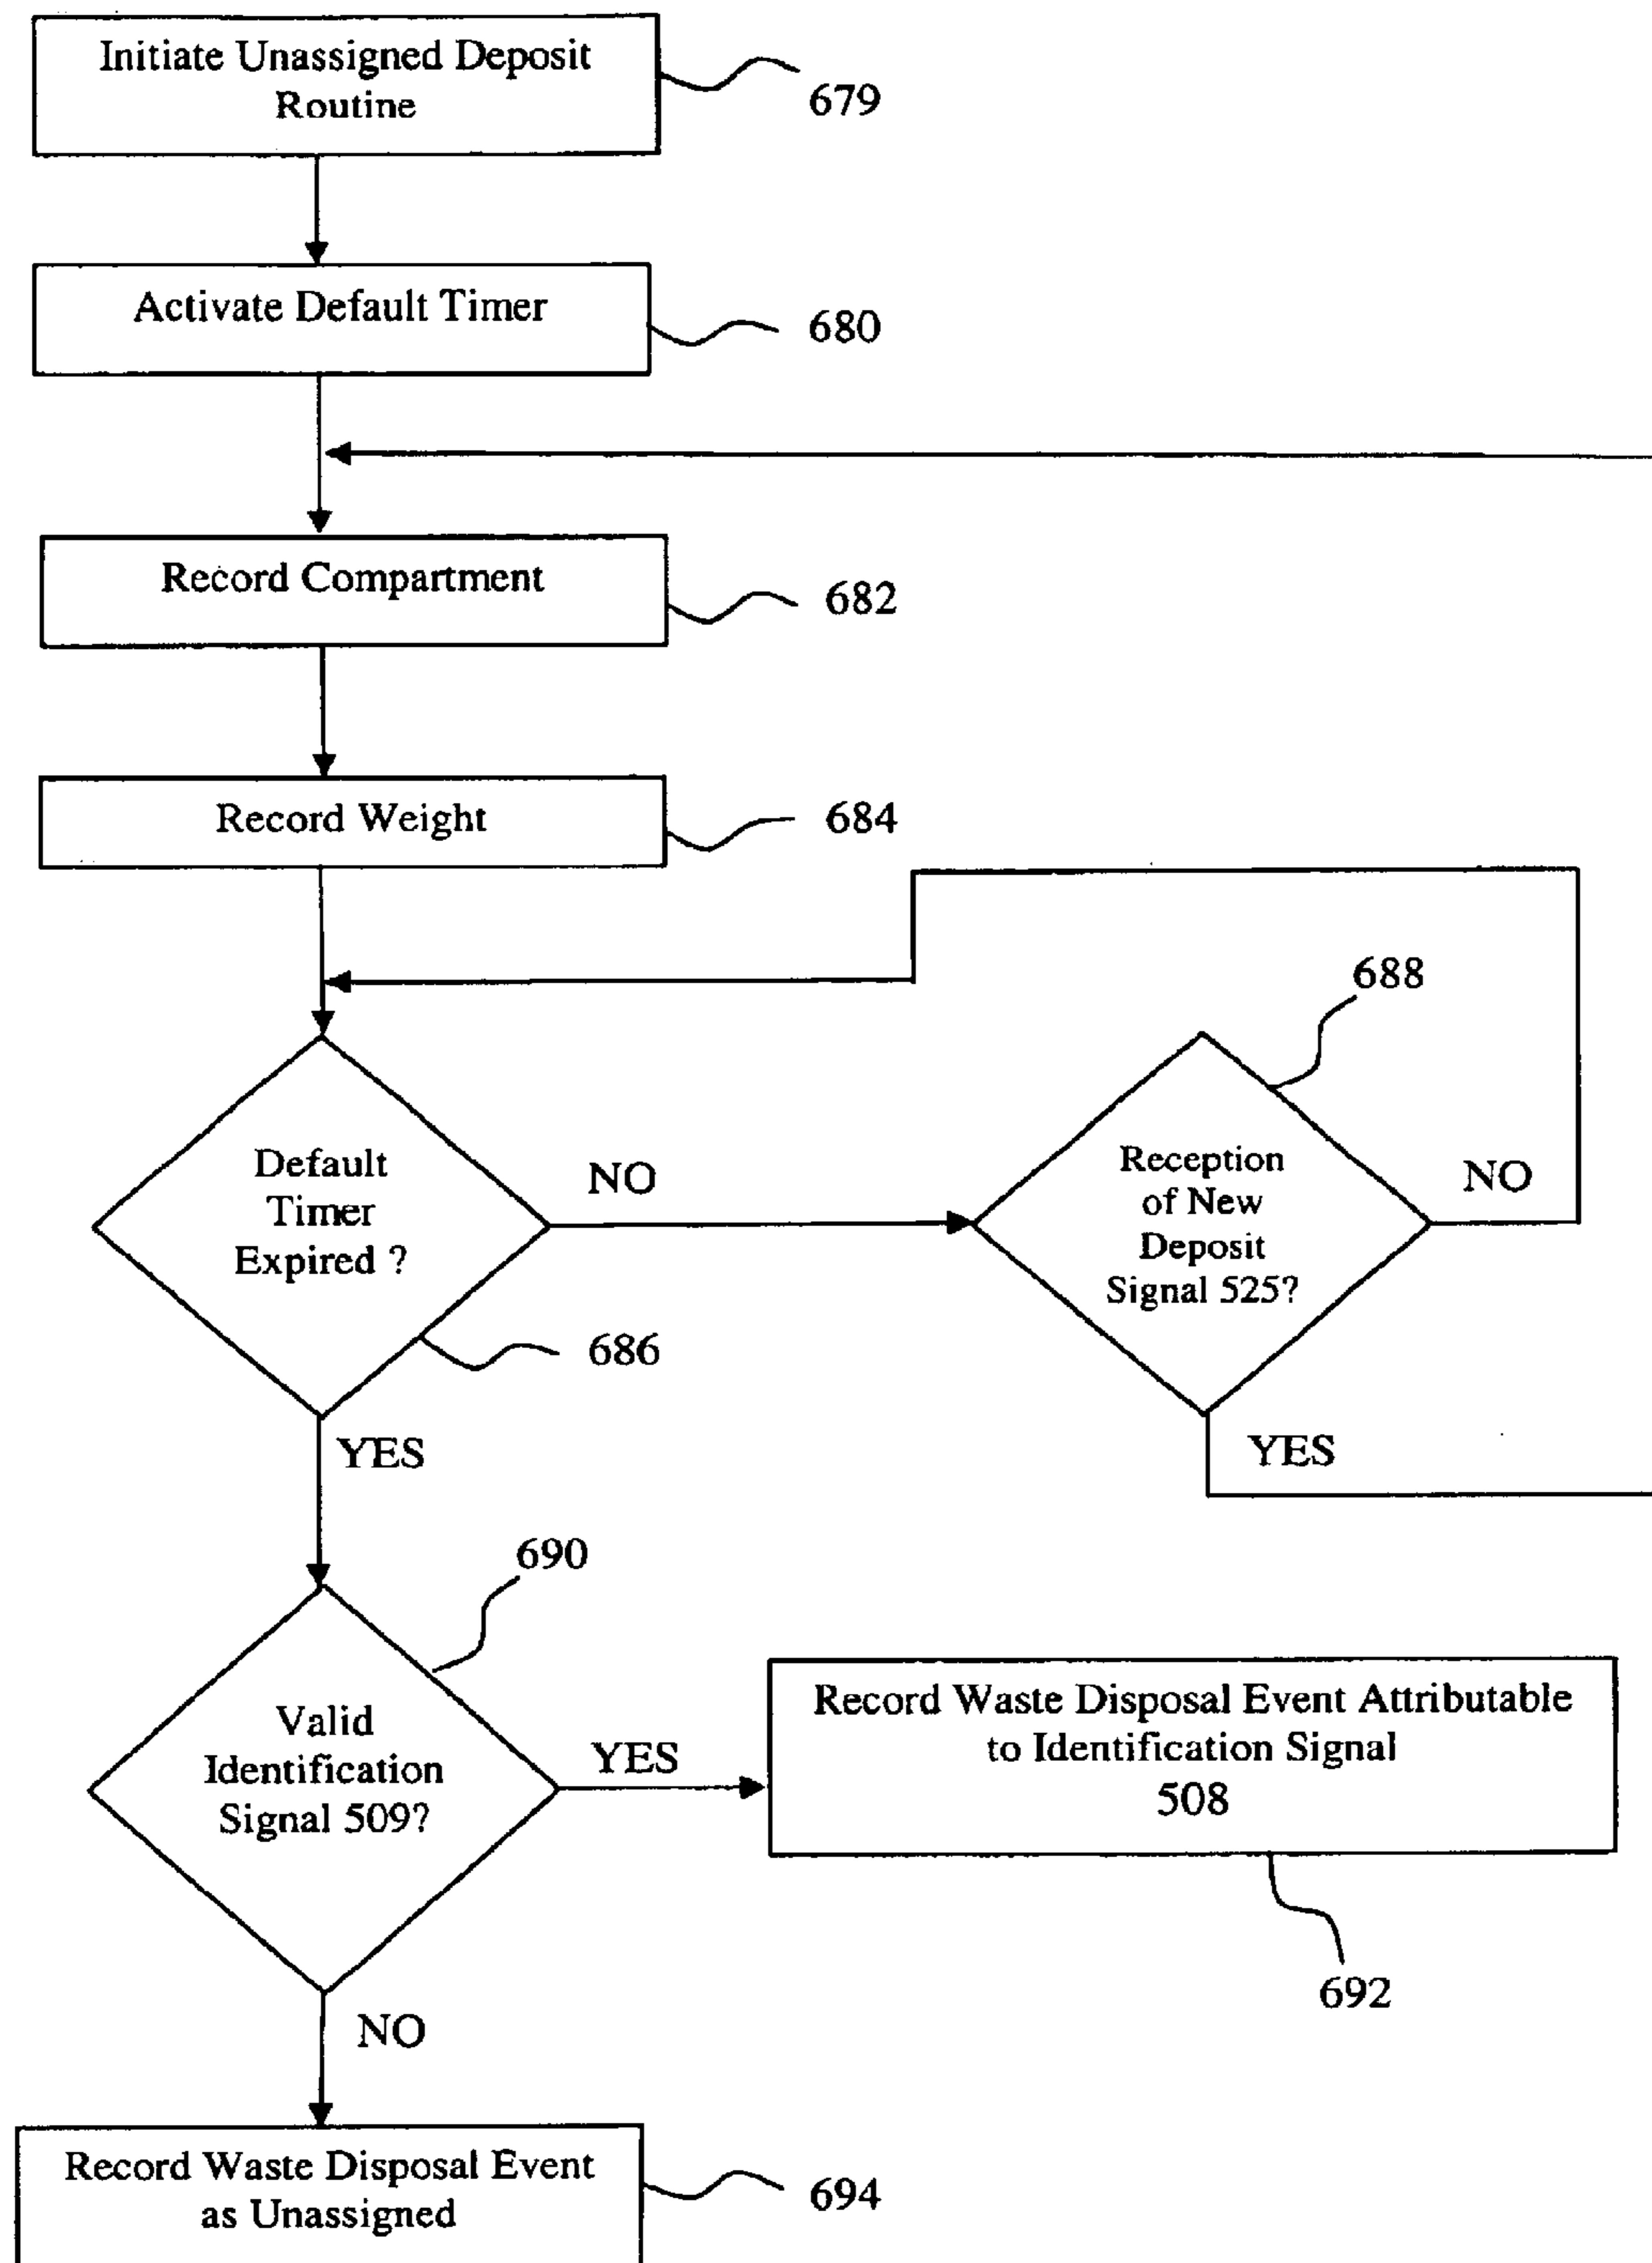 Initiate Unassigned Deposit
Routine
679
Activate Default Timer
680
Record Compartment
682
Record Weight
684
688
Default
Timer
Expired ?
NO
Reception
of New
Deposit
Signal 525?
NO
686
YES
YES
690
Valid
Identification
Signal 509?
YES
Record Waste Disposal Event Attributable
to Identification Signal
508
692
NO
Record Waste Disposal Event
as Unassigned
694